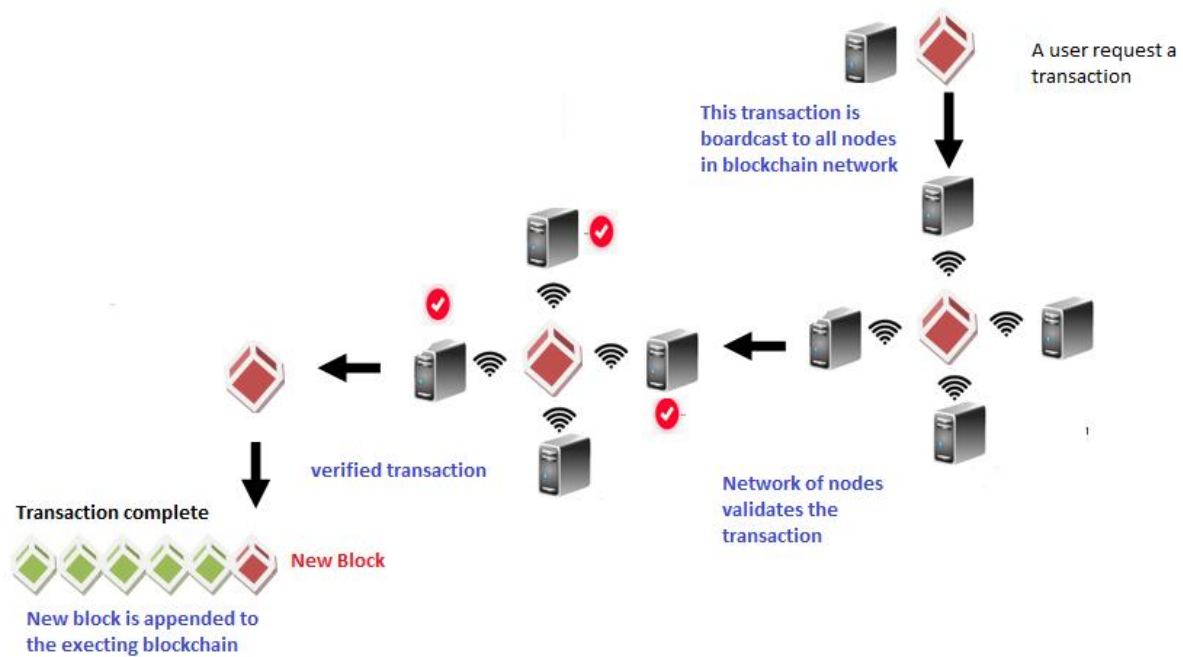 A user request a
transaction
This transaction is
boardcast to all nodes
in blockchain network
Network of nodes
validates the
transaction
verified transaction
Transaction complete
New Block
New block is appended to
the execting blockchain